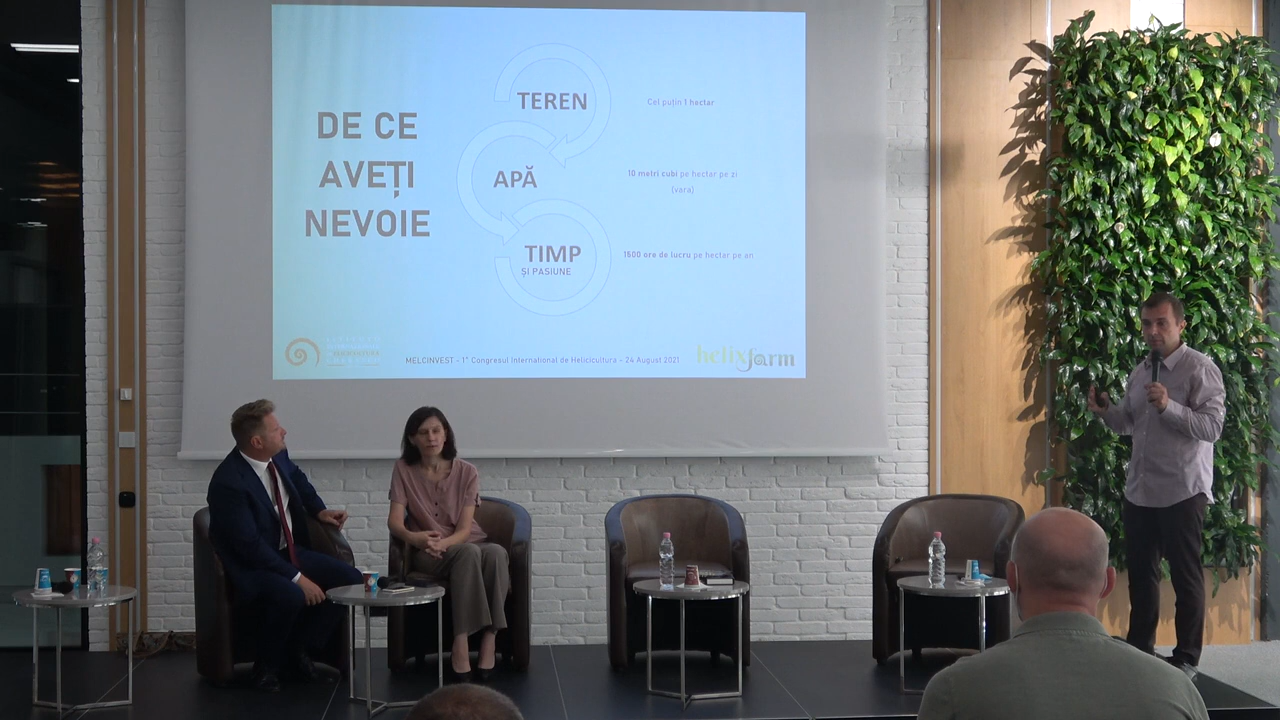 DE CE
AVEȚI
NEVOIE
TEREN
Cel puțin 1 hectar
APĂ
10 metri cubi pe hectar pe zi
(vara)
TIMP
ȘI PASIUNE
1600 ore de lucru pe hectar pe an
MELCINVEST - 1° Congresul International de Helicicultura - 24 August 2021
helixfarm